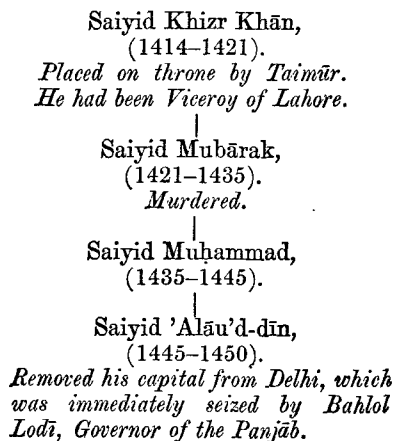 Saiyid Khizr Khān,
(1414–1421).
Placed on throne by Taimūr.
He had been Viceroy of Lahore.
Saiyid Mubārak,
(1421–1435).
Murdered.
Saiyid Muḥammad,
(1435–1445).
Saiyid 'Alāu'd-dīn,
(1445–1450).
Removed his capital from Delhi, which
was immediately seized by Bahlol
Lodī, Governor of the Panjāb.